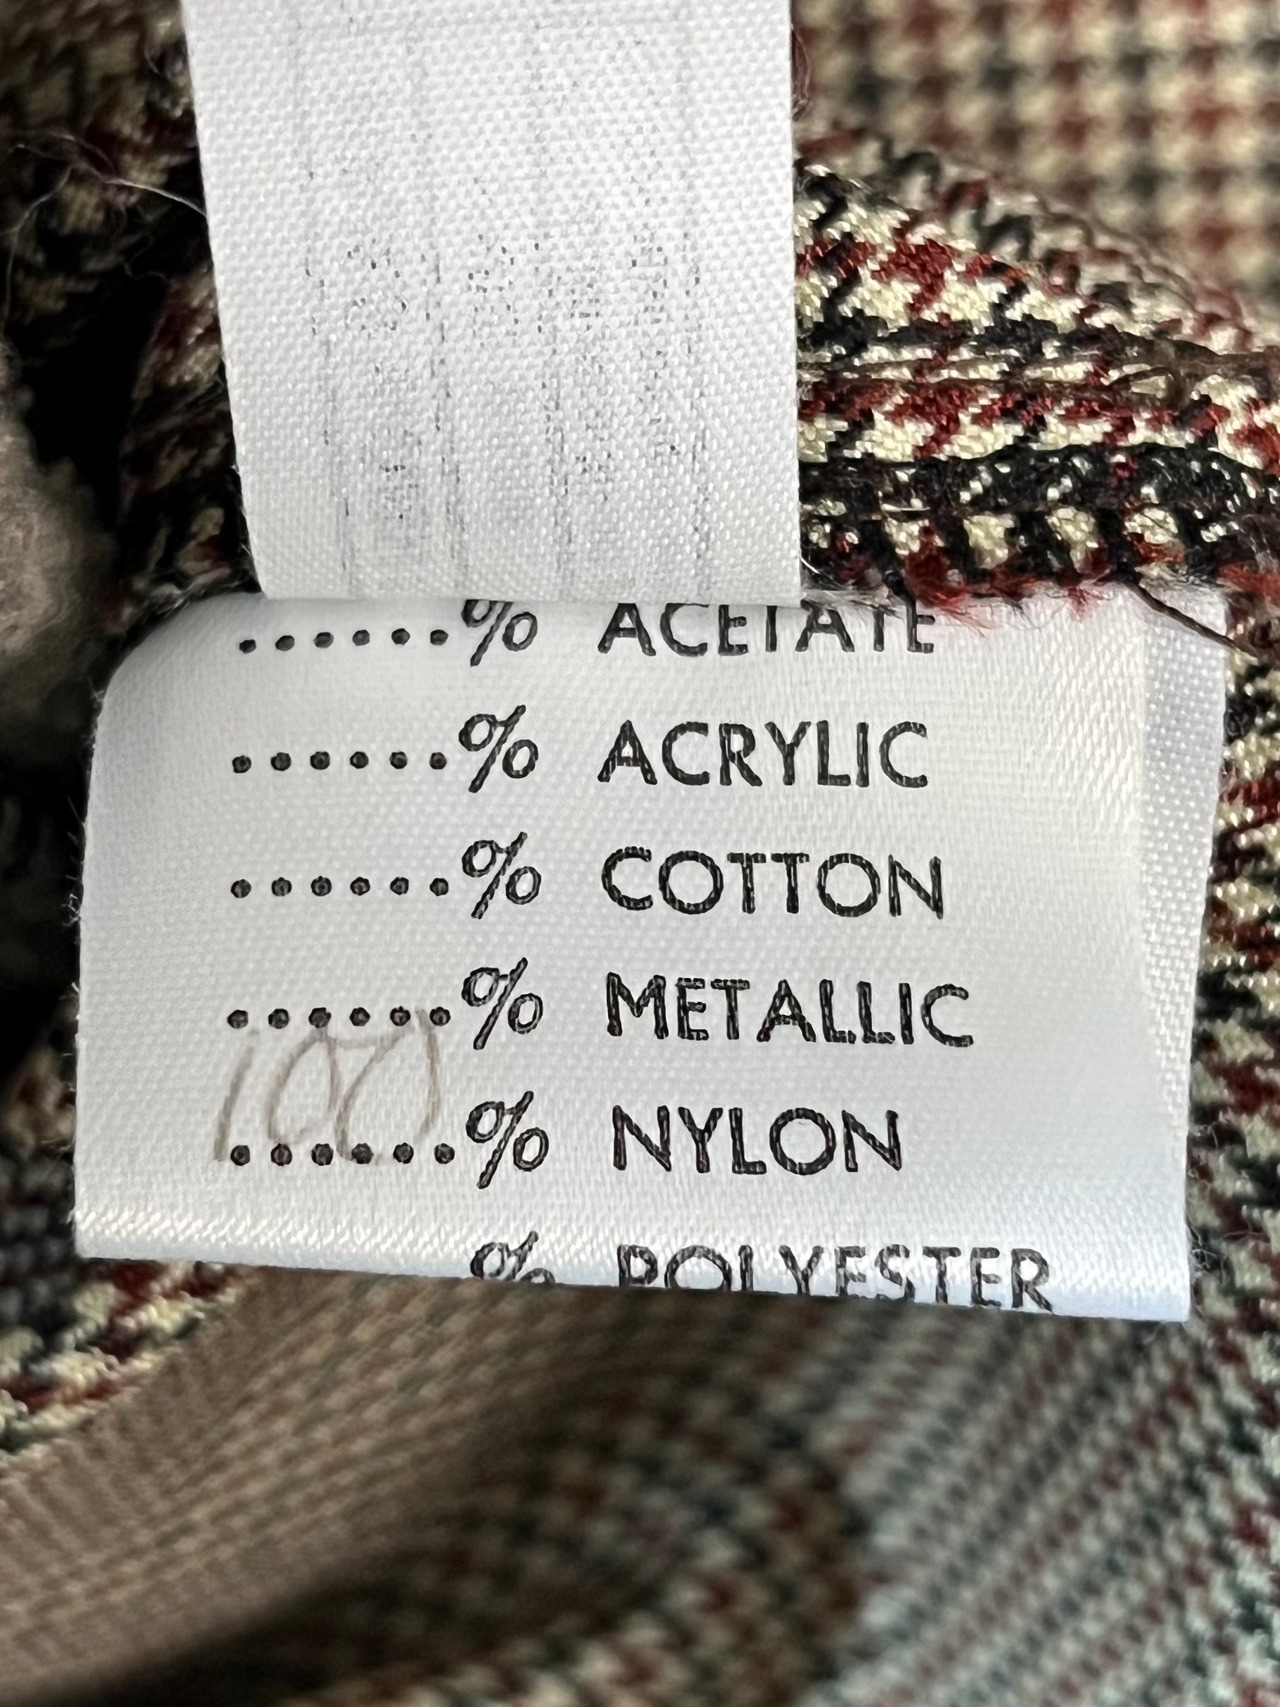 ......% ACETATE
......% ACRYLIC
......% COTTON
......% METALLIC
100......% NYLON
% POLYESTER